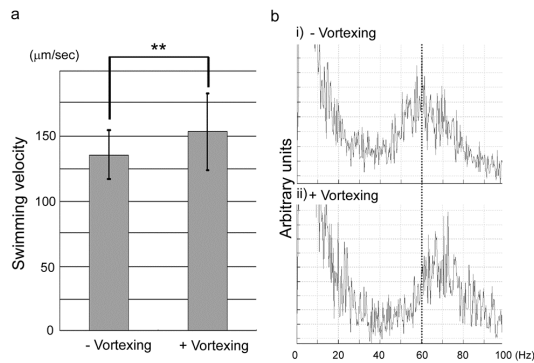 a
(μm/sec)
**
Swimming velocity
150
100
50
0
- Vortexing
+ Vortexing
b
i) - Vortexing
Arbitrary units
ii) + Vortexing
0 20 40 60 80 100 (Hz)